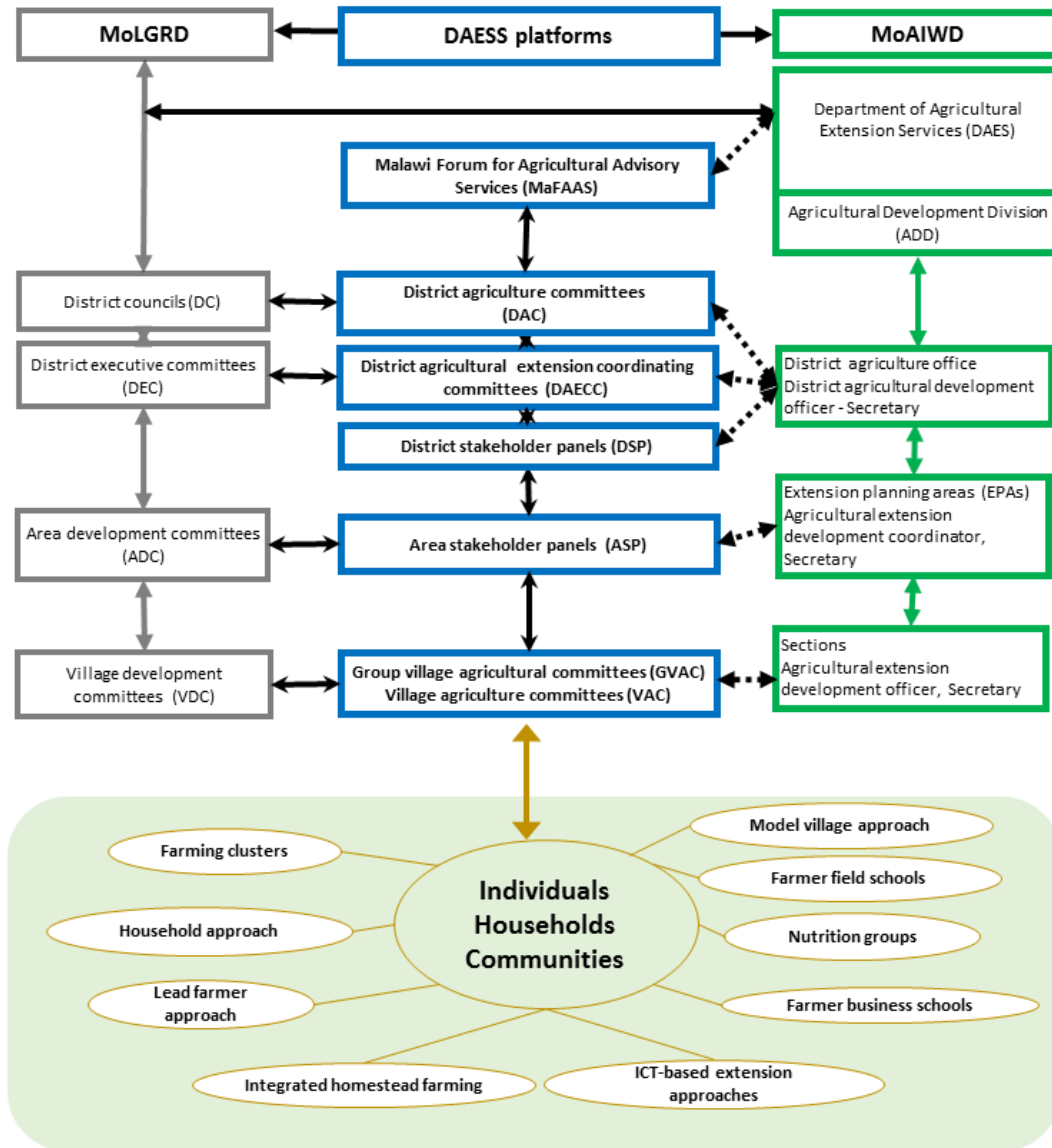 MoLGRD
DAESS platforms
MoAIWD
Department of Agricultural
Extension Services (DAES)
Malawi Forum for Agricultural Advisory
Services (MaFAAS)
Agricultural Development Division
(ADD)
District councils (DC)
District agriculture committees
(DAC)
District executive committees
(DEC)
District agricultural extension coordinating
committees (DAECC)
District agriculture office
District agricultural development
officer - Secretary
District stakeholder panels (DSP)
Area development committees
(ADC)
Area stakeholder panels (ASP)
Extension planning areas (EPAs)
Agricultural extension
development coordinator,
Secretary
Village development
committees (VDC)
Group village agricultural committees (GVAC)
Village agriculture committees (VAC)
Sections
Agricultural extension
development officer, Secretary
Farming clusters
Household approach
Lead farmer
approach
Integrated homestead farming
Individuals
Households
Communities
Model village approach
Farmer field schools
Nutrition groups
Farmer business schools
ICT-based extension
approaches